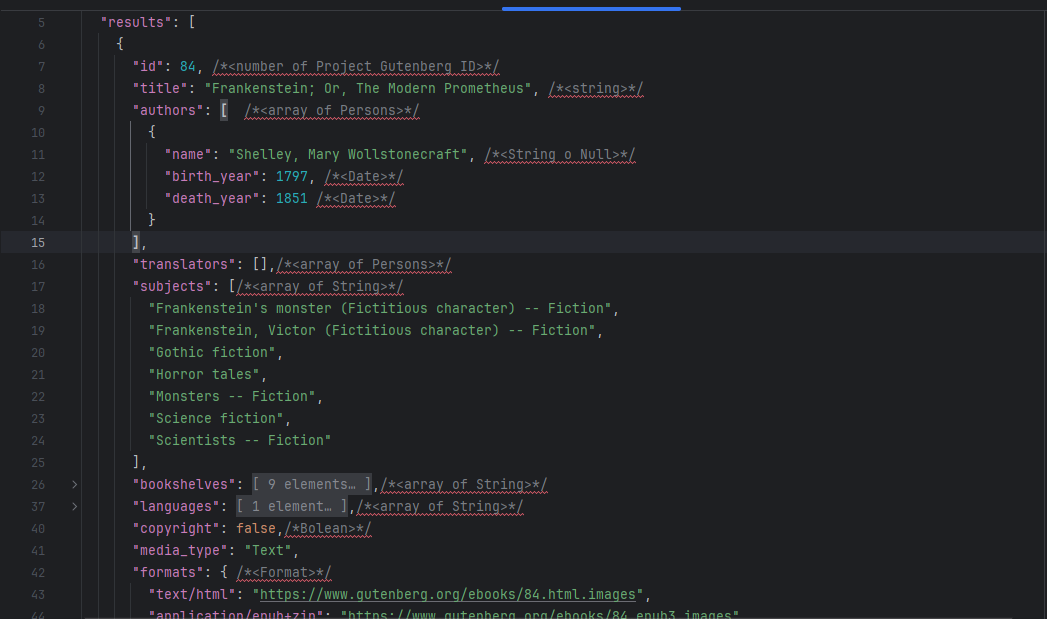 5 "results": [
6 {
7 "id": 84, /*<number of Project Gutenberg ID>*/
8 "title": "Frankenstein; Or, The Modern Prometheus", /*<string>*/
9 "authors": [ /*<array of Persons>*/
10 {
11 "name": "Shelley, Mary Wollstonecraft", /*<String o Null>*/
12 "birth_year": 1797, /*<Date>*/
13 "death_year": 1851 /*<Date>*/
14 }
15 ],
16 "translators": [],/*<array of Persons>*/
17 "subjects": [/*<array of String>*/
18 "Frankenstein's monster (Fictitious character) -- Fiction",
19 "Frankenstein, Victor (Fictitious character) -- Fiction",
20 "Gothic fiction",
21 "Horror tales",
22 "Monsters -- Fiction",
23 "Science fiction",
24 "Scientists -- Fiction"
25 ],
26 "bookshelves": [ 9 elements… ],/*<array of String>*/
37 "languages": [ 1 element… ],/*<array of String>*/
40 "copyright": false,/*Bolean>*/
41 "media_type": "Text",
42 "formats": { /*<Format>*/
43 "text/html": "https://www.gutenberg.org/ebooks/84.html.images",
44 "application/epub+zip": "https://www.gutenberg.org/ebooks/84.epub3.images",